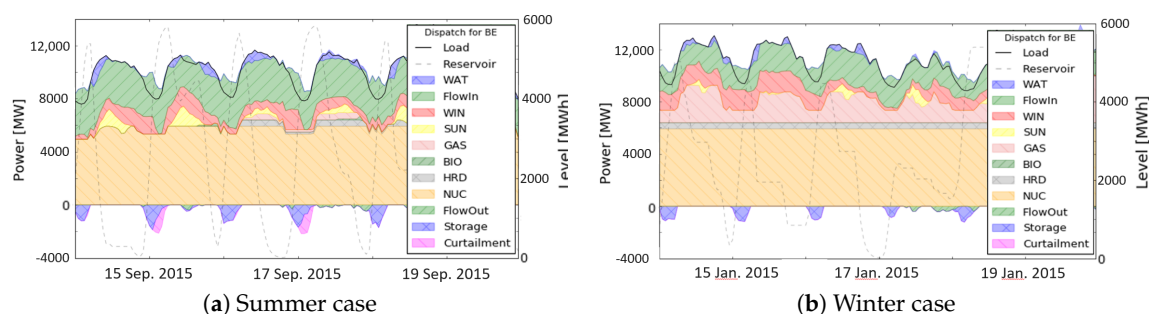 12,000
8000
4000
0
-4000
Power [MW]
15 Sep. 2015
17 Sep. 2015
19 Sep. 2015
6000
4000
2000
0
Level [MWh]
Dispatch for BE
Load
Reservoir
WAT
FlowIn
WIN
SUN
GAS
BIO
HRD
NUC
FlowOut
Storage
Curtailment
(a) Summer case
12,000
8000
4000
0
-4000
Power [MW]
15 Jan. 2015
17 Jan. 2015
19 Jan. 2015
6000
4000
2000
0
Level [MWh]
Dispatch for BE
Load
Reservoir
WAT
FlowIn
WIN
SUN
GAS
BIO
HRD
NUC
FlowOut
Storage
Curtailment
(b) Winter case